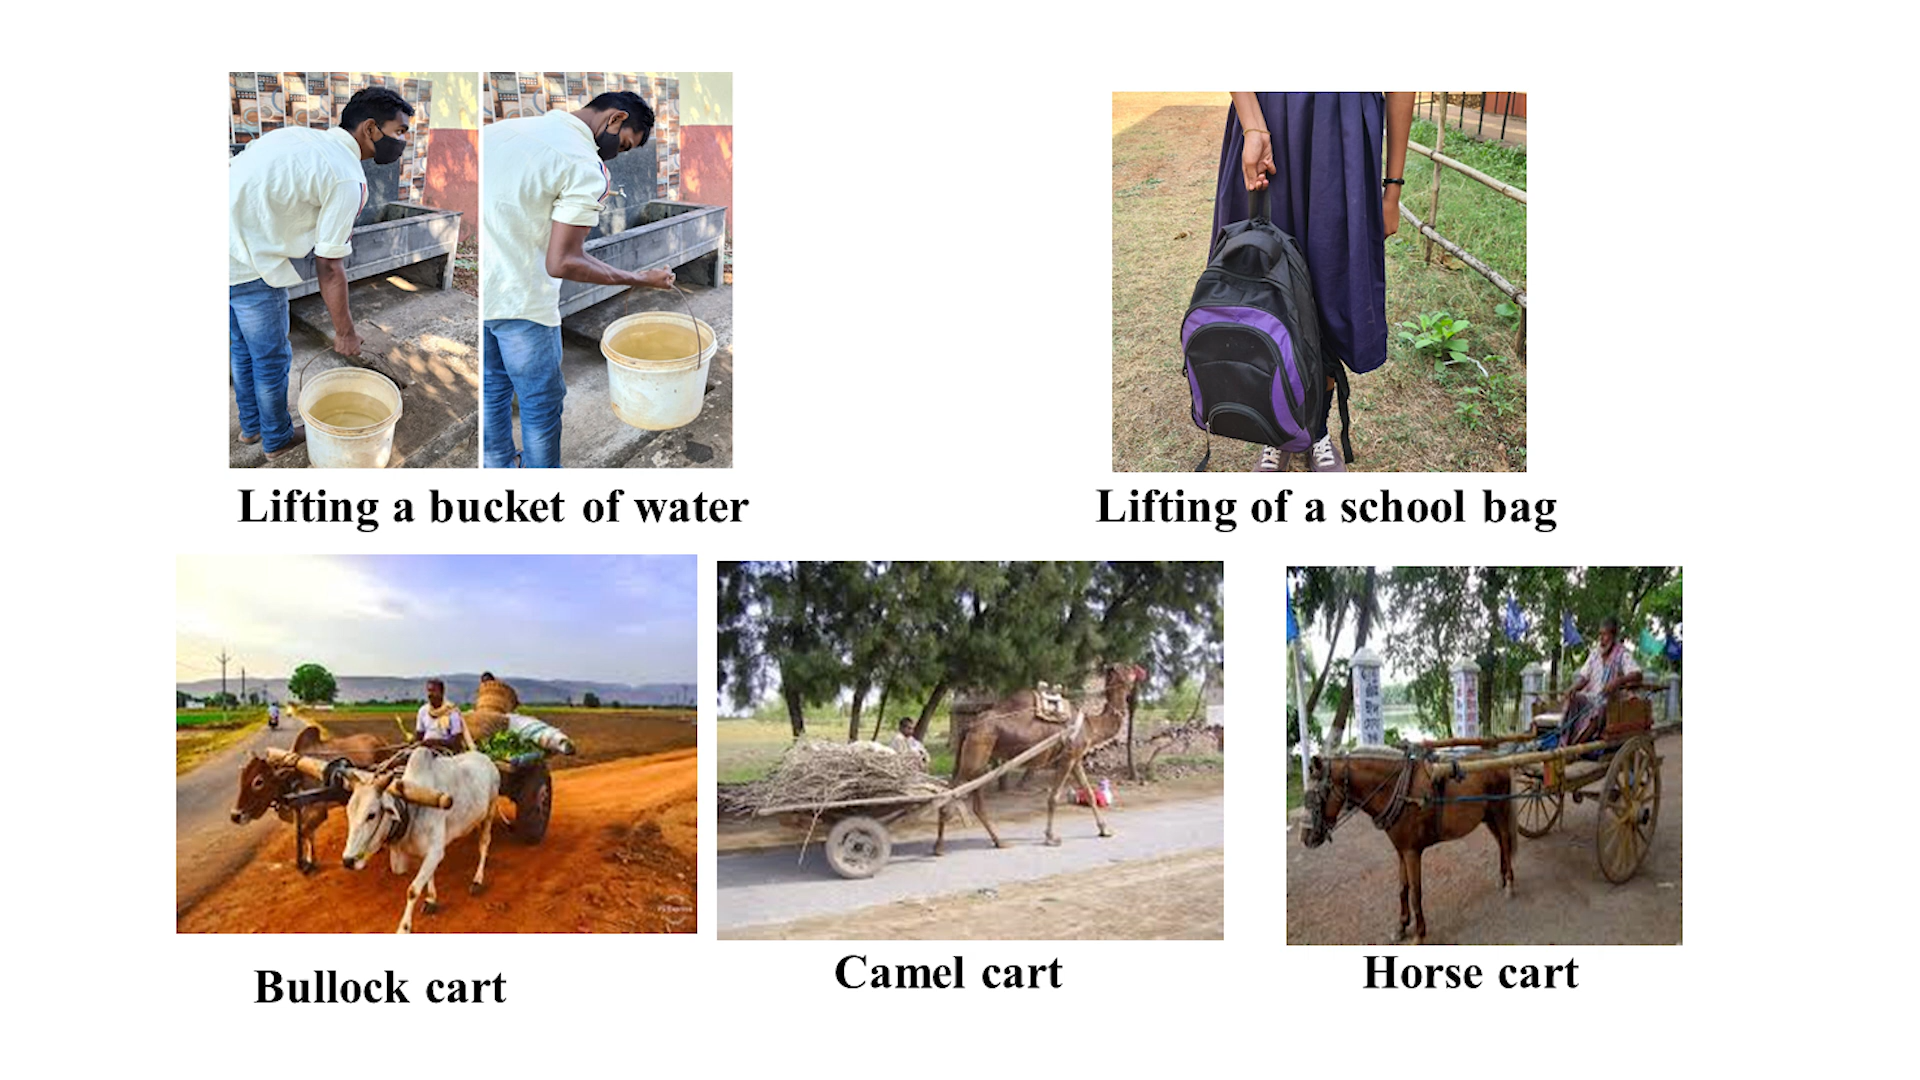 Lifting a bucket of water
Lifting of a school bag
Bullock cart
Camel cart
Horse cart